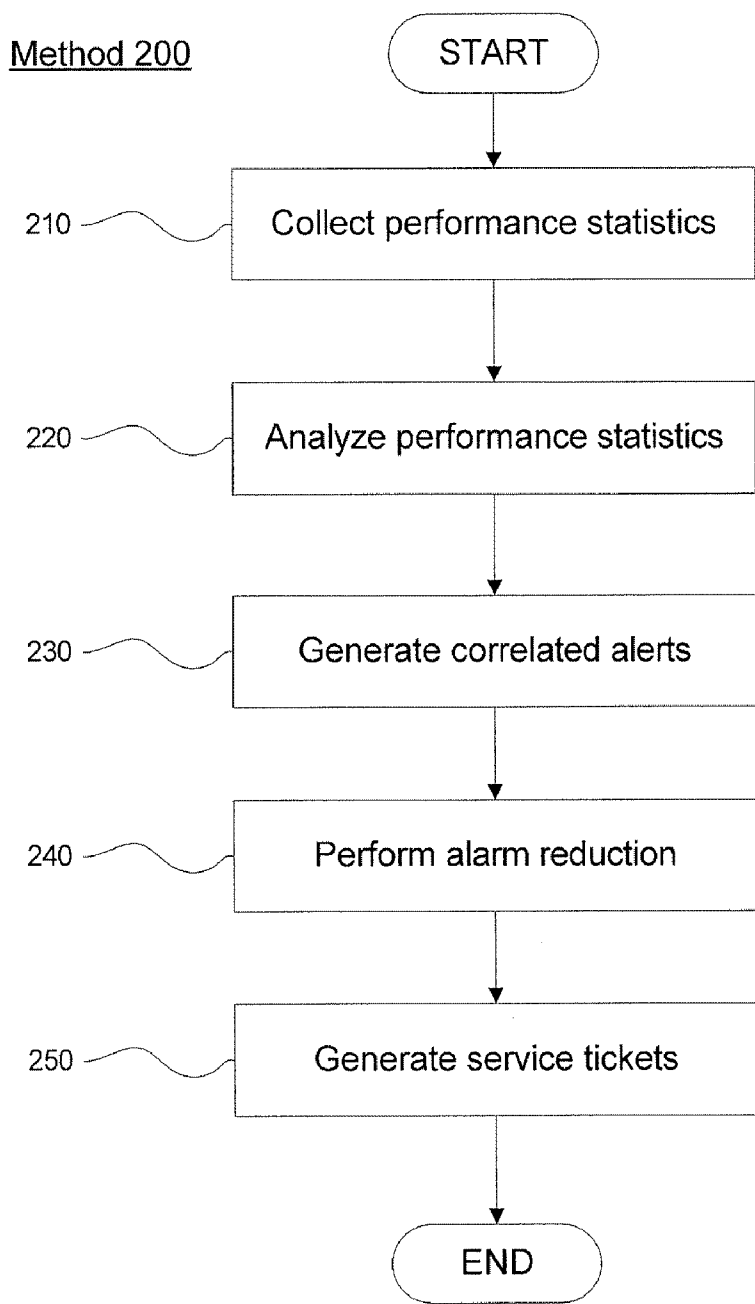 Method 200
START
210
Collect performance statistics
220
Analyze performance statistics
230
Generate correlated alerts
240
Perform alarm reduction
250
Generate service tickets
END